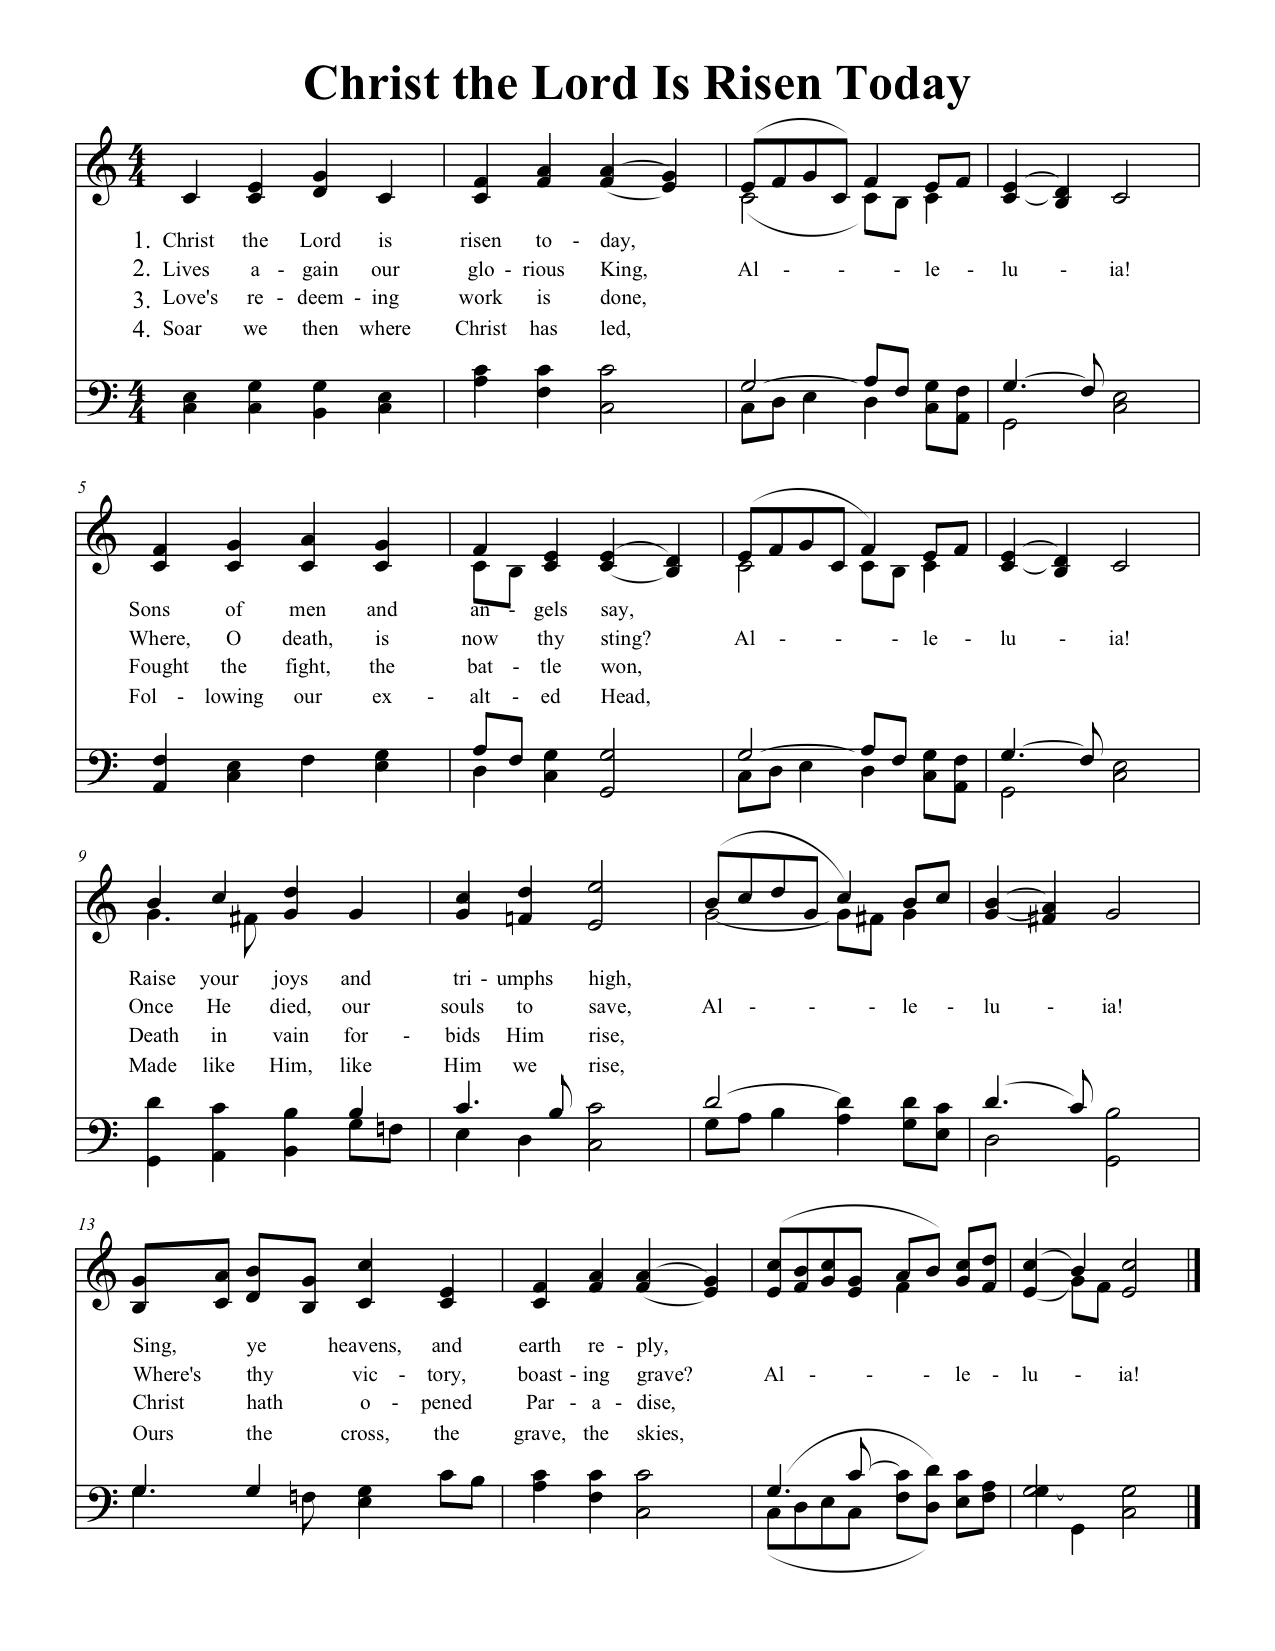 Christ the Lord Is Risen Today
4
4
1. Christ the Lord is risen to - day,
2. Lives a - gain our glo - rious King, Al - - - le - lu - ia!
3. Love's re - deem - ing work is done,
4. Soar we then where Christ has led,
4
4
5
Sons of men and an - gels say,
Where, O death, is now thy sting? Al - - - le - lu - ia!
Fought the fight, the bat - tle won,
Fol - lowing our ex - alt - ed Head,
9
Raise your joys and tri - umphs high,
Once He died, our souls to save, Al - - - le - lu - ia!
Death in vain for - bids Him rise,
Made like Him, like Him we rise,
13
Sing, ye heavens, and earth re - ply,
Where's thy vic - tory, boast - ing grave? Al - - - le - lu - ia!
Christ hath o - pened Par - a - dise,
Ours the cross, the grave, the skies,